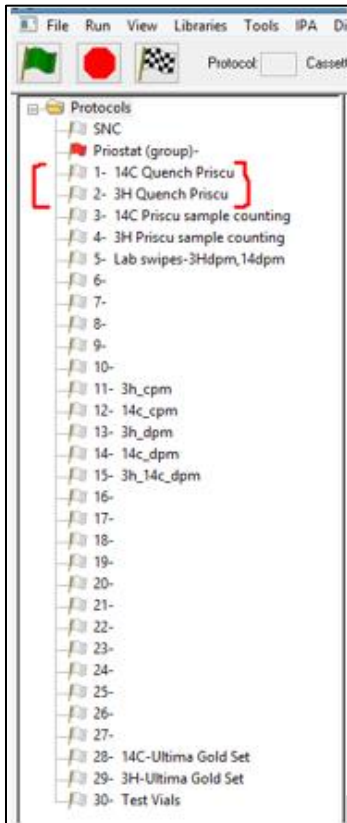 File Run View Libraries Tools IPA Di
Protocol: Cassett
Protocols
SNC
Priostat (group)-
1- 14C Quench Priscu
2- 3H Quench Priscu
3- 14C Priscu sample counting
4- 3H Priscu sample counting
5- Lab swipes-3Hdpm,14dpm
6-
7-
8-
9-
10-
11- 3h_cpm
12- 14c_cpm
13- 3h_dpm
14- 14c_dpm
15- 3h_14c_dpm
16-
17-
18-
19-
20-
21-
22-
23-
24-
25-
26-
27-
28- 14C-Ultima Gold Set
29- 3H-Ultima Gold Set
30- Test Vials